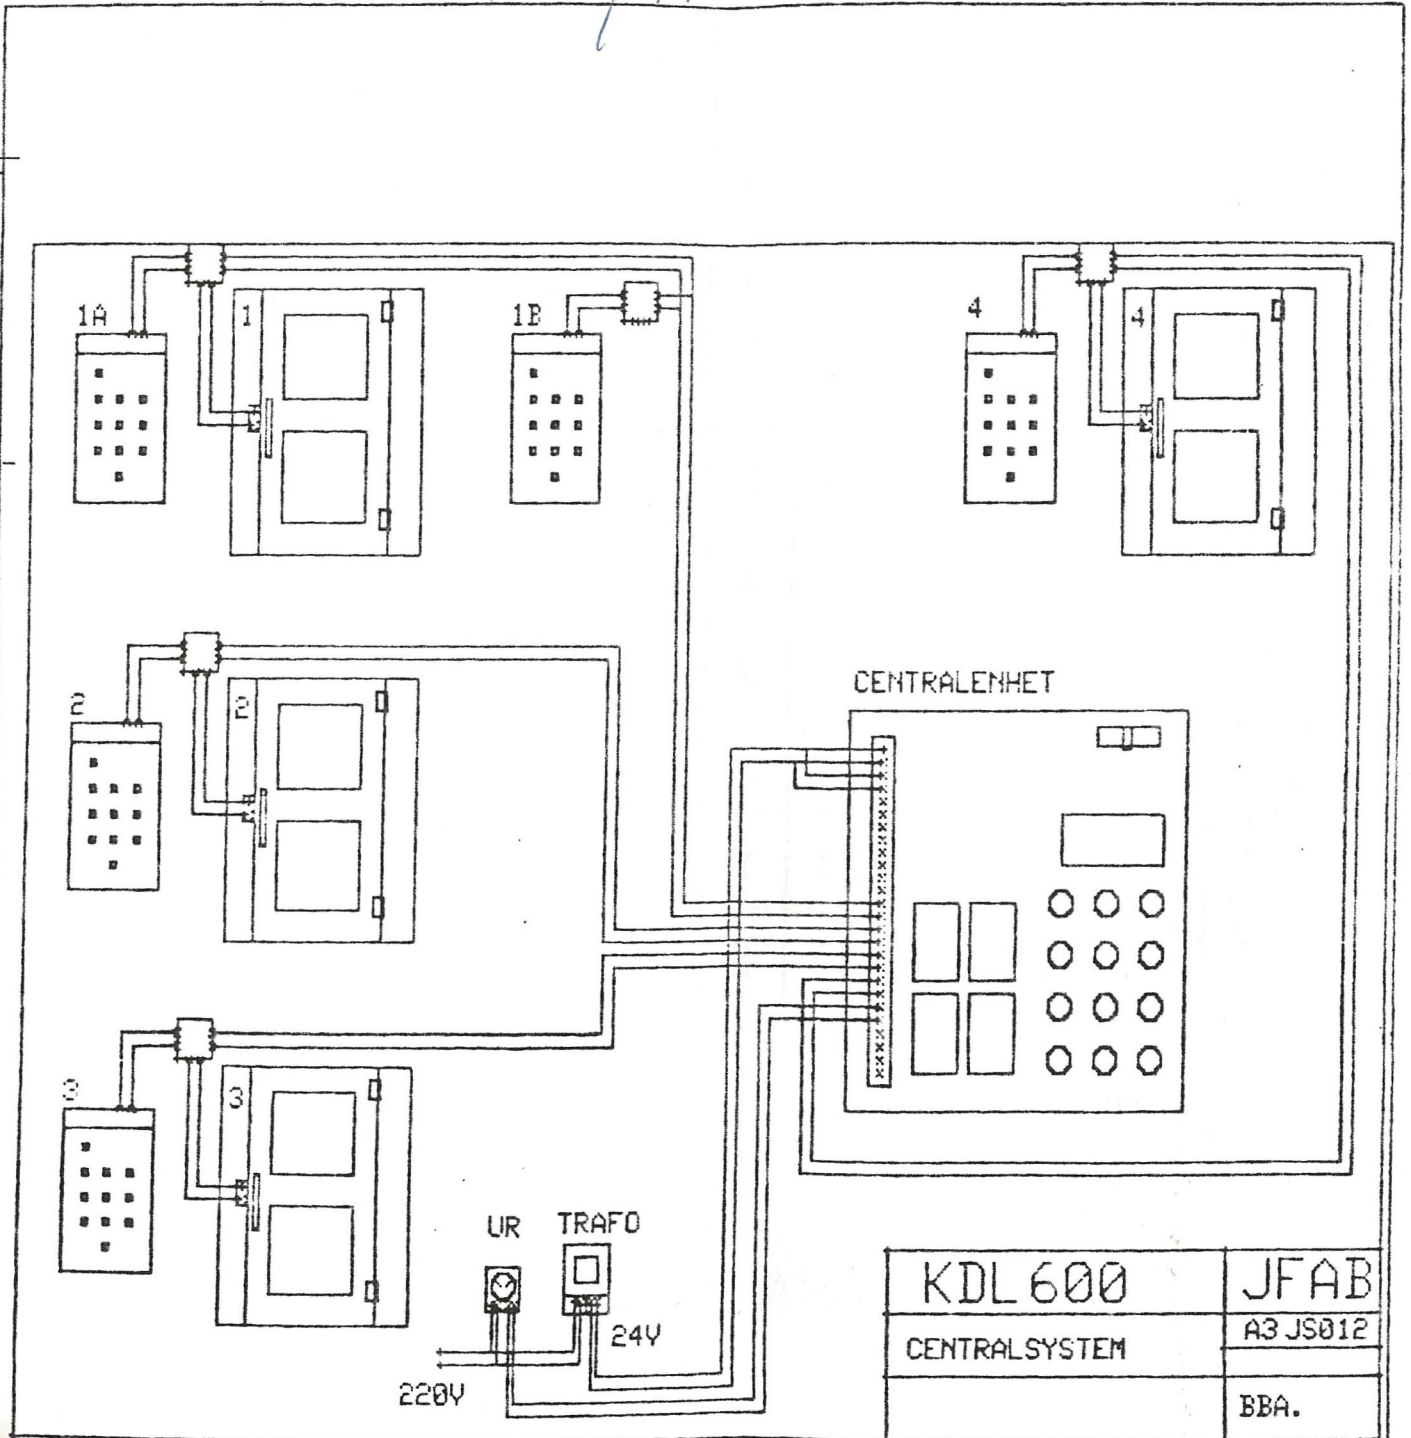 1A
1
1B
4
4
2
2
CENTRALENHET
3
3
UR
TRAFO
24V
220V
KDL600
JFAB
CENTRALSYSTEM
A3 JS012
BBA.